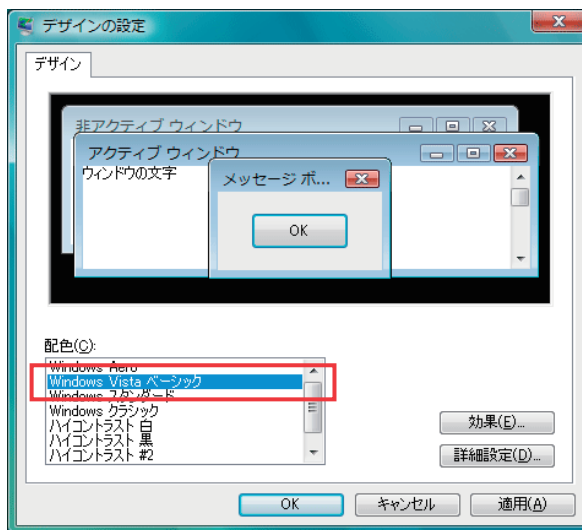 デザインの設定
デザイン
非アクティブ ウィンドウ
アクティブ ウィンドウ
ウィンドウの文字
メッセージ ボ...
OK
配色(C):
Windows Aero
Windows Vista ベーシック
Windows スタンダード
Windows クラシック
ハイコントラスト 白
ハイコントラスト 黒
ハイコントラスト #2
効果(E)...
詳細設定(D)...
OK
キャンセル
適用(A)